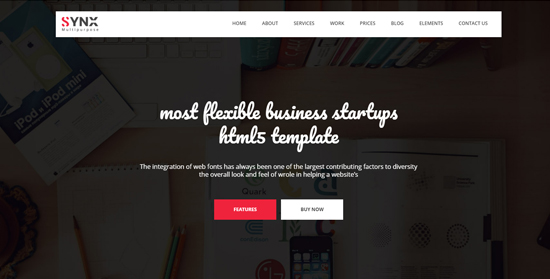 SYNX
Multipurpose
HOME ABOUT SERVICES WORK PRICES BLOG ELEMENTS CONTACT US
iPod • iPod mini
most flexible business startups
html5 template
The integration of web fonts has always been one of the largest contributing factors to diversity
the overall look and feel of wrole in helping a website's
Quark
FEATURES BUY NOW